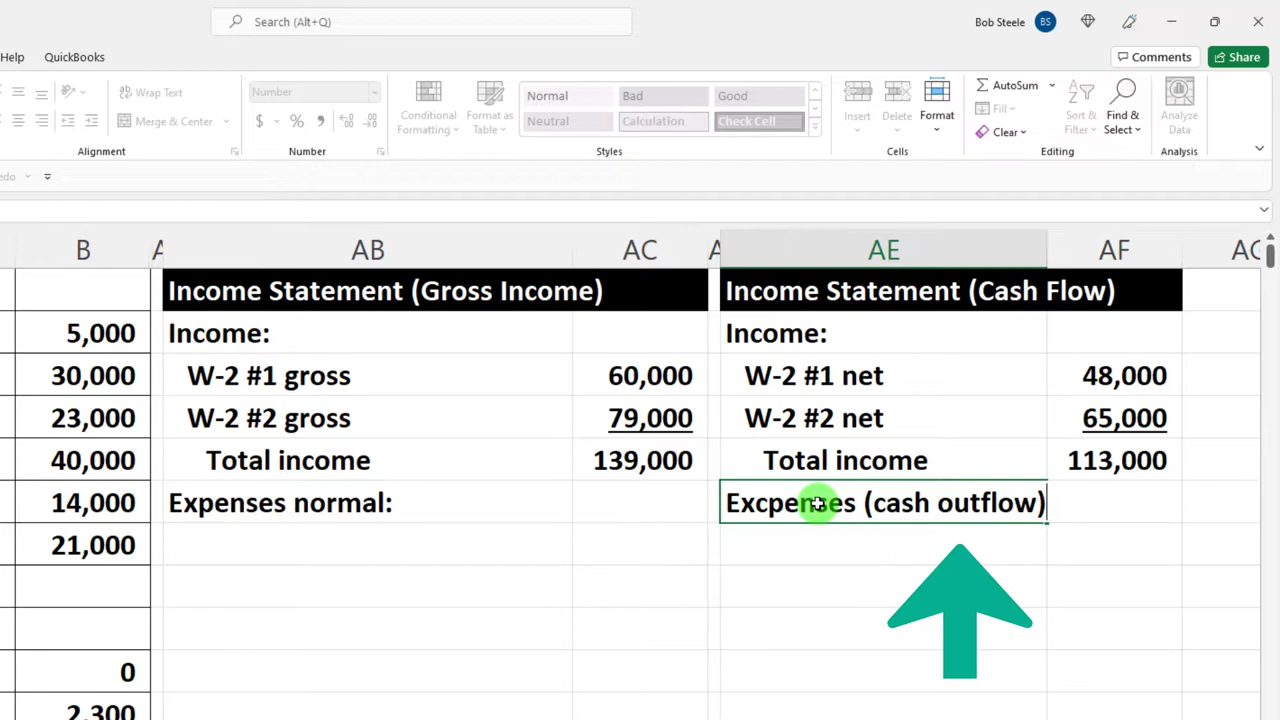 Search (Alt+Q)
Bob Steele BS
Help QuickBooks
Comments Share
Wrap Text
Merge & Center
Alignment
Number
$ % ,
Number
Conditional Formatting
Format as Table
Normal Bad Good
Neutral Calculation Check Cell
Styles
Insert Delete Format
Cells
AutoSum
Fill
Clear
Sort & Filter
Find & Select
Editing
Analyze Data
Analysis
edo
B A AB AC A AE AF AG
Income Statement (Gross Income) Income Statement (Cash Flow)
5,000 Income: Income:
30,000 W-2 #1 gross 60,000 W-2 #1 net 48,000
23,000 W-2 #2 gross 79,000 W-2 #2 net 65,000
40,000 Total income 139,000 Total income 113,000
14,000 Expenses normal: Excpenses (cash outflow)
21,000
0
2,300